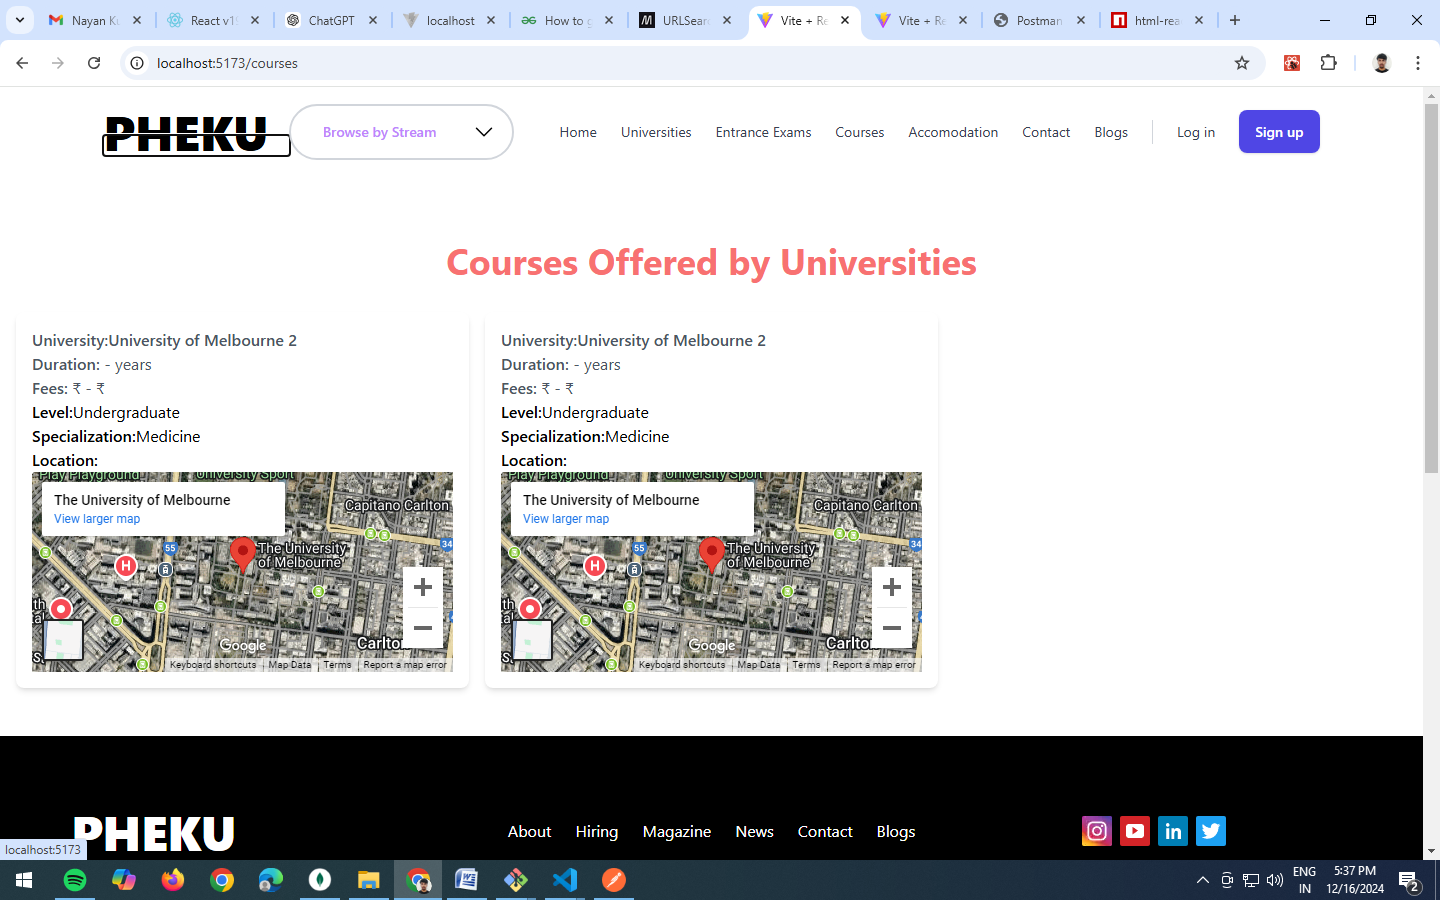 Nayan K
React v1
ChatGPT
localhost
How to g
URLSear
Vite + Re
Vite + Re
Postman
html-rea
localhost:5173/courses
PHEKU
Browse by Stream
Home
Universities
Entrance Exams
Courses
Accomodation
Contact
Blogs
Log in
Sign up
Courses Offered by Universities
University:University of Melbourne 2
Duration: - years
Fees: ₹ - ₹
Level:Undergraduate
Specialization:Medicine
Location:
Play Playground
University Sport
The University of Melbourne
View larger map
Capitano Carlton
55
34
H
The University
of Melbourne
Google
Carlto
Keyboard shortcuts
Map Data
Terms
Report a map error
University:University of Melbourne 2
Duration: - years
Fees: ₹ - ₹
Level:Undergraduate
Specialization:Medicine
Location:
Play Playground
University Sport
The University of Melbourne
View larger map
Capitano Carlton
55
34
H
The University
of Melbourne
Google
Carlto
Keyboard shortcuts
Map Data
Terms
Report a map error
PHEKU
About
Hiring
Magazine
News
Contact
Blogs
localhost:5173
ENG
IN
5:37 PM
12/16/2024
2